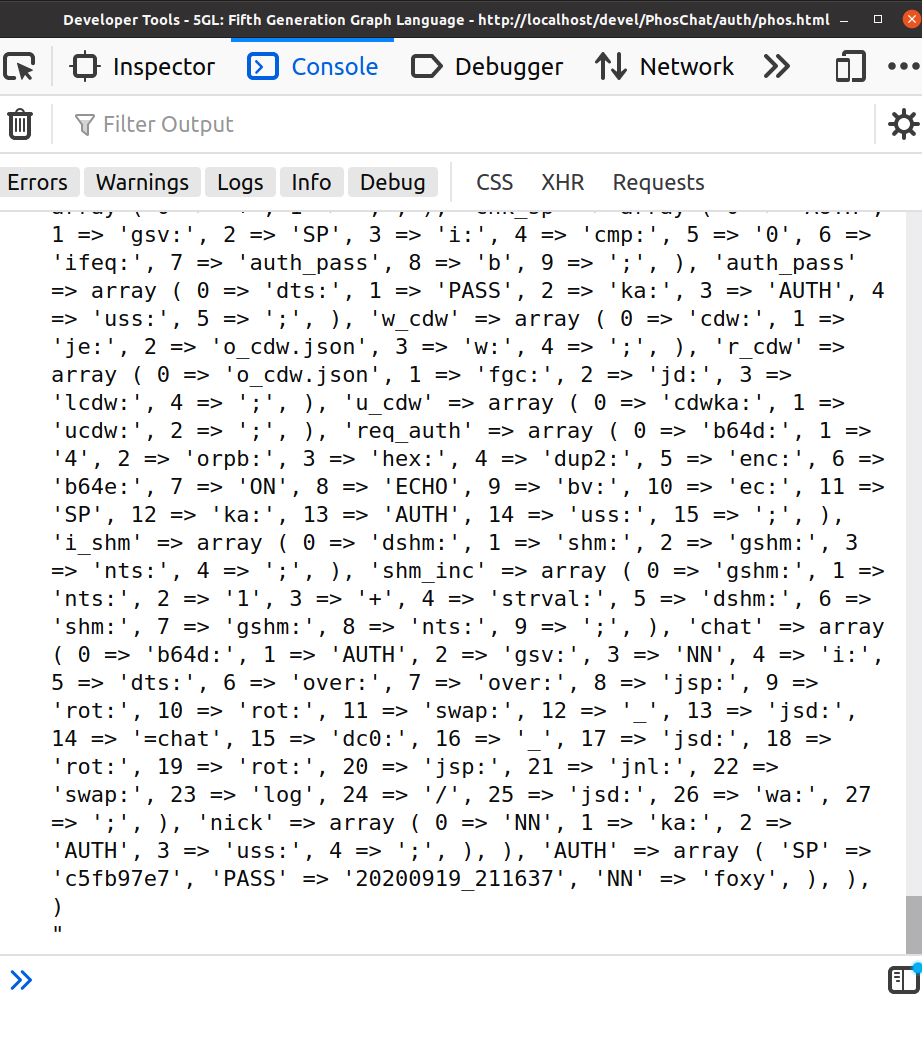 Developer Tools - 5GL: Fifth Generation Graph Language - http://localhost/devel/PhosChat/auth/phos.html
Inspector Console Debugger Network
Filter Output
Errors Warnings Logs Info Debug CSS XHR Requests
1 => 'gsv:', 2 => 'SP', 3 => 'i:', 4 => 'cmp:', 5 => '0', 6 =>
'ifeq:', 7 => 'auth_pass', 8 => 'b', 9 => ';', ), 'auth_pass'
=> array ( 0 => 'dts:', 1 => 'PASS', 2 => 'ka:', 3 => 'AUTH', 4
=> 'uss:', 5 => ';', ), 'w_cdw' => array ( 0 => 'cdw:', 1 =>
'je:', 2 => 'o_cdw.json', 3 => 'w:', 4 => ';', ), 'r_cdw' =>
array ( 0 => 'o_cdw.json', 1 => 'fgc:', 2 => 'jd:', 3 =>
'lcdw:', 4 => ';', ), 'u_cdw' => array ( 0 => 'cdwka:', 1 =>
'ucdw:', 2 => ';', ), 'req_auth' => array ( 0 => 'b64d:', 1 =>
'4', 2 => 'orpb:', 3 => 'hex:', 4 => 'dup2:', 5 => 'enc:', 6 =>
'b64e:', 7 => 'ON', 8 => 'ECHO', 9 => 'bv:', 10 => 'ec:', 11 =>
'SP', 12 => 'ka:', 13 => 'AUTH', 14 => 'uss:', 15 => ';', ),
'i_shm' => array ( 0 => 'dshm:', 1 => 'shm:', 2 => 'gshm:', 3
=> 'nts:', 4 => ';', ), 'shm_inc' => array ( 0 => 'gshm:', 1 =>
'nts:', 2 => '1', 3 => '+', 4 => 'strval:', 5 => 'dshm:', 6 =>
'shm:', 7 => 'gshm:', 8 => 'nts:', 9 => ';', ), 'chat' => array
( 0 => 'b64d:', 1 => 'AUTH', 2 => 'gsv:', 3 => 'NN', 4 => 'i:',
5 => 'dts:', 6 => 'over:', 7 => 'over:', 8 => 'jsp:', 9 =>
'rot:', 10 => 'rot:', 11 => 'swap:', 12 => '_', 13 => 'jsd:',
14 => '=chat', 15 => 'dc0:', 16 => '_', 17 => 'jsd:', 18 =>
'rot:', 19 => 'rot:', 20 => 'jsp:', 21 => 'jnl:', 22 =>
'swap:', 23 => 'log', 24 => '/', 25 => 'jsd:', 26 => 'wa:', 27
=> ';', ), 'nick' => array ( 0 => 'NN', 1 => 'ka:', 2 =>
'AUTH', 3 => 'uss:', 4 => ';', ), ), 'AUTH' => array ( 'SP' =>
'c5fb97e7', 'PASS' => '20200919_211637', 'NN' => 'foxy', ), ),
)
"